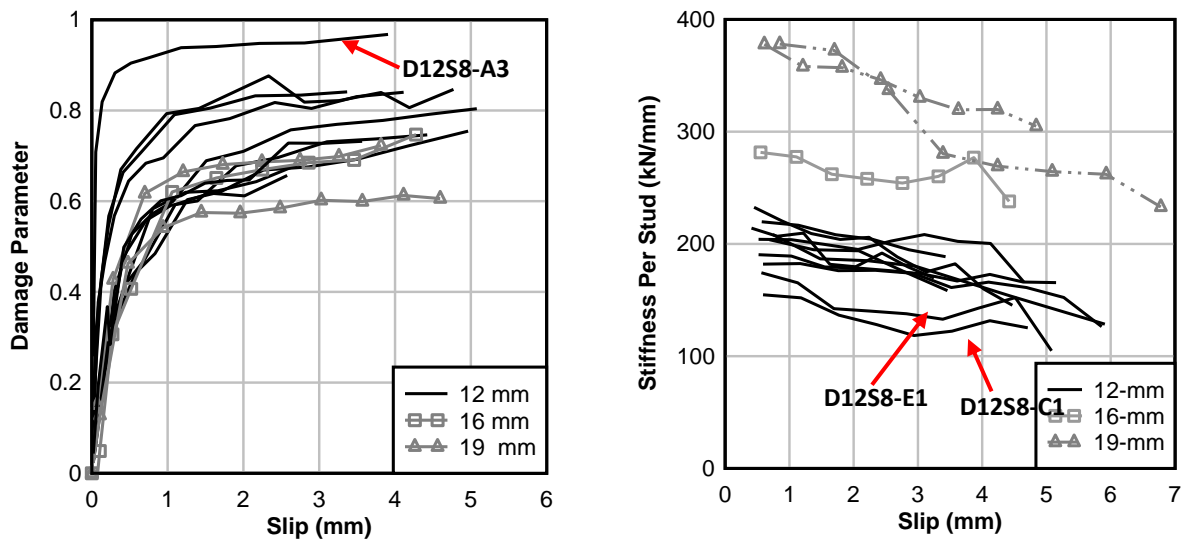 1
0.8
0.6
0.4
0.2
0
Damage Parameter
D12S8-A3
12 mm
16 mm
19 mm
0 1 2 3 4 5 6
Slip (mm)
400
300
200
100
0
Stiffness Per Stud (kN/mm)
D12S8-E1
D12S8-C1
12-mm
16-mm
19-mm
0 1 2 3 4 5 6 7
Slip (mm)